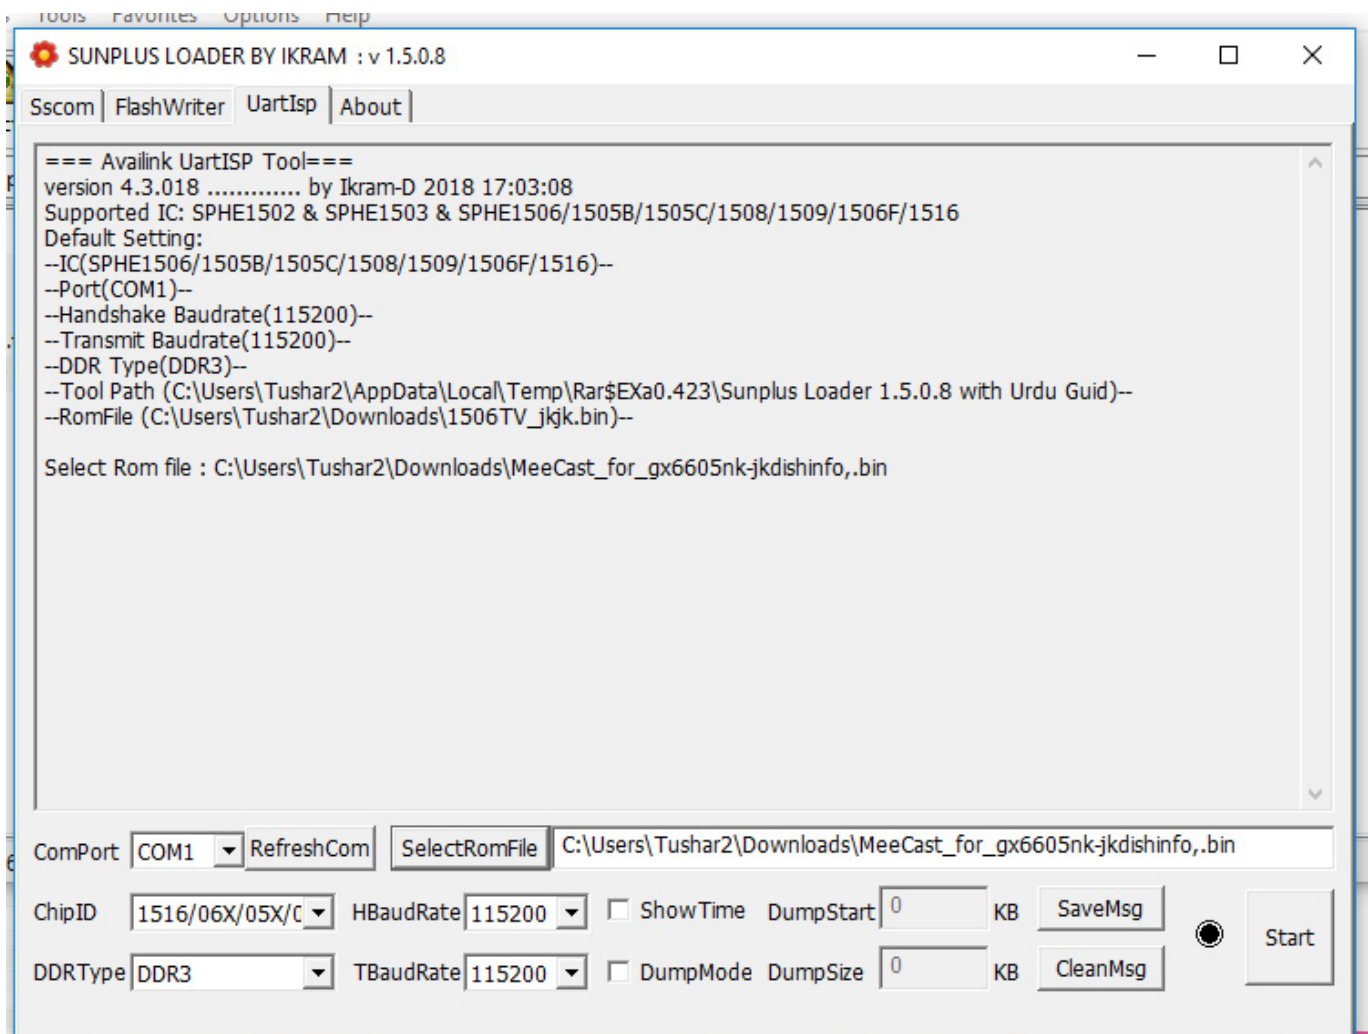 Tools Favorites Options Help
SUNPLUS LOADER BY IKRAM : v 1.5.0.8
Sscom FlashWriter UartIsp About
=== Availink UartISP Tool===
version 4.3.018 ............. by Ikram-D 2018 17:03:08
Supported IC: SPHE1502 & SPHE1503 & SPHE1506/1505B/1505C/1508/1509/1506F/1516
Default Setting:
--IC(SPHE1506/1505B/1505C/1508/1509/1506F/1516)--
--Port(COM1)--
--Handshake Baudrate(115200)--
--Transmit Baudrate(115200)--
--DDR Type(DDR3)--
--Tool Path (C:\Users\Tushar2\AppData\Local\Temp\Rar$EXa0.423\Sunplus Loader 1.5.0.8 with Urdu Guid)--
--RomFile (C:\Users\Tushar2\Downloads\1506TV_jkjk.bin)--
Select Rom file : C:\Users\Tushar2\Downloads\MeeCast_for_gx6605nk-jkdishinfo,.bin
ComPort COM1 RefreshCom SelectRomFile C:\Users\Tushar2\Downloads\MeeCast_for_gx6605nk-jkdishinfo,.bin
ChipID 1516/06X/05X/0 HBaudRate 115200 ShowTime DumpStart 0 KB SaveMsg
Start
DDRType DDR3 TBaudRate 115200 DumpMode DumpSize 0 KB CleanMsg